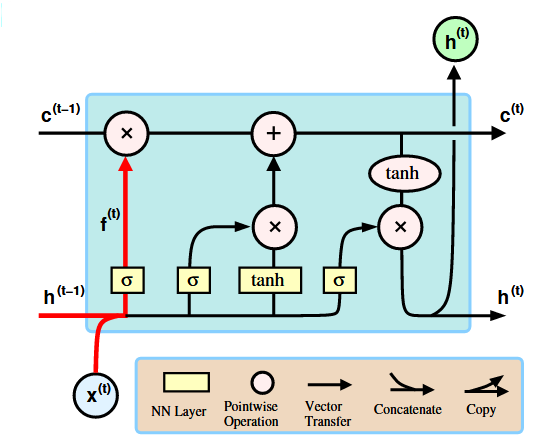 h⁽ᵗ⁾
c⁽ᵗ⁻¹⁾
c⁽ᵗ⁾
×
+
tanh
f⁽ᵗ⁾
×
×
σ
σ
tanh
σ
h⁽ᵗ⁻¹⁾
h⁽ᵗ⁾
x⁽ᵗ⁾
NN Layer
Pointwise
Operation
Vector
Transfer
Concatenate
Copy